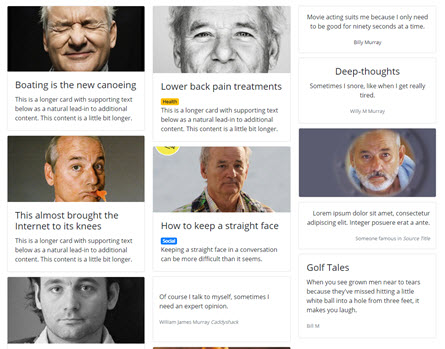 Boating is the new canoeing
This is a longer card with supporting text
below as a natural lead-in to additional
content. This content is a little bit longer.
This almost brought the
Internet to its knees
This is a longer card with supporting text
below as a natural lead-in to additional
content. This content is a little bit longer.
Lower back pain treatments
Health
This is a longer card with supporting text
below as a natural lead-in to additional
content. This content is a little bit longer.
How to keep a straight face
Social
Keeping a straight face in a conversation
can be more difficult than it seems.
Of course I talk to myself, sometimes I
need an expert opinion.
William James Murray Caddyshack
Movie acting suits me because I only need
to be good for ninety seconds at a time.
Billy Murray
Deep-thoughts
Sometimes I snore, like when I get really
tired.
Willy M Murray
Lorem ipsum dolor sit amet, consectetur
adipiscing elit. Integer posuere erat a ante.
Someone famous in Source Title
Golf Tales
When you see grown men near to tears
because they've missed hitting a little
white ball into a hole from three feet, it
makes you laugh.
Bill M